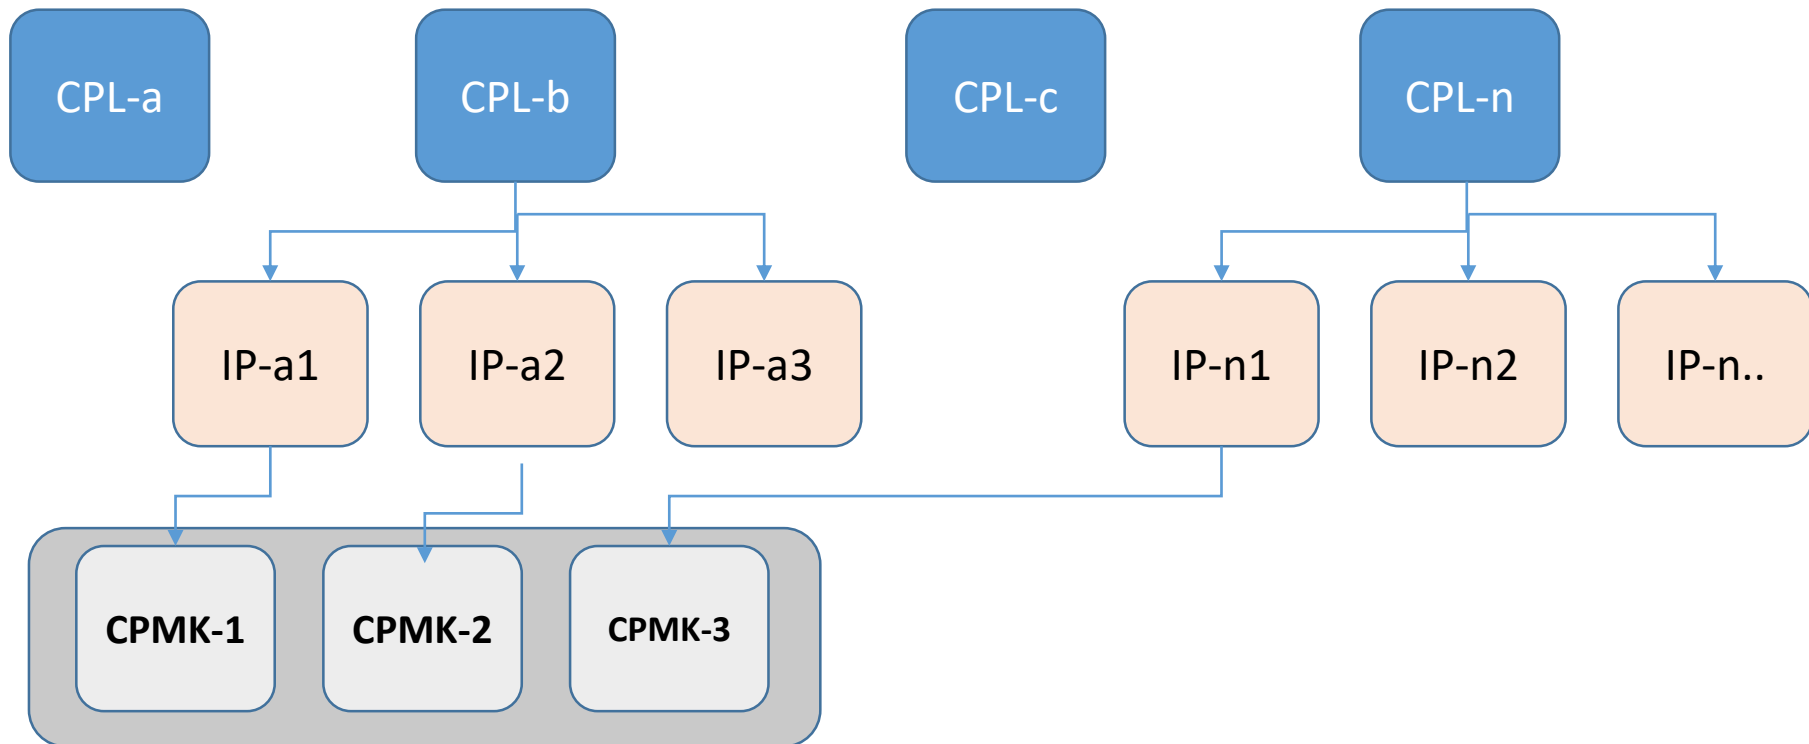 CPL-a
CPL-b
CPL-c
CPL-n
IP-a1
IP-a2
IP-a3
IP-n1
IP-n2
IP-n..
CPMK-1
CPMK-2
CPMK-3